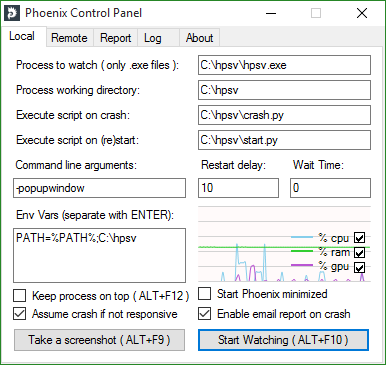 Phoenix Control Panel
Local Remote Report Log About
Process to watch ( only .exe files ): C:\hpsv\hpsv.exe
Process working directory: C:\hpsv
Execute script on crash: C:\hpsv\crash.py
Execute script on (re)start: C:\hpsv\start.py
Command line arguments: Restart delay: Wait Time:
-popupwindow 10 0
Env Vars (separate with ENTER):
PATH=%PATH%;C:\hpsv
% cpu
% ram
% gpu
Keep process on top ( ALT+F12 ) Start Phoenix minimized
Assume crash if not responsive Enable email report on crash
Take a screenshot ( ALT+F9 ) Start Watching ( ALT+F10 )